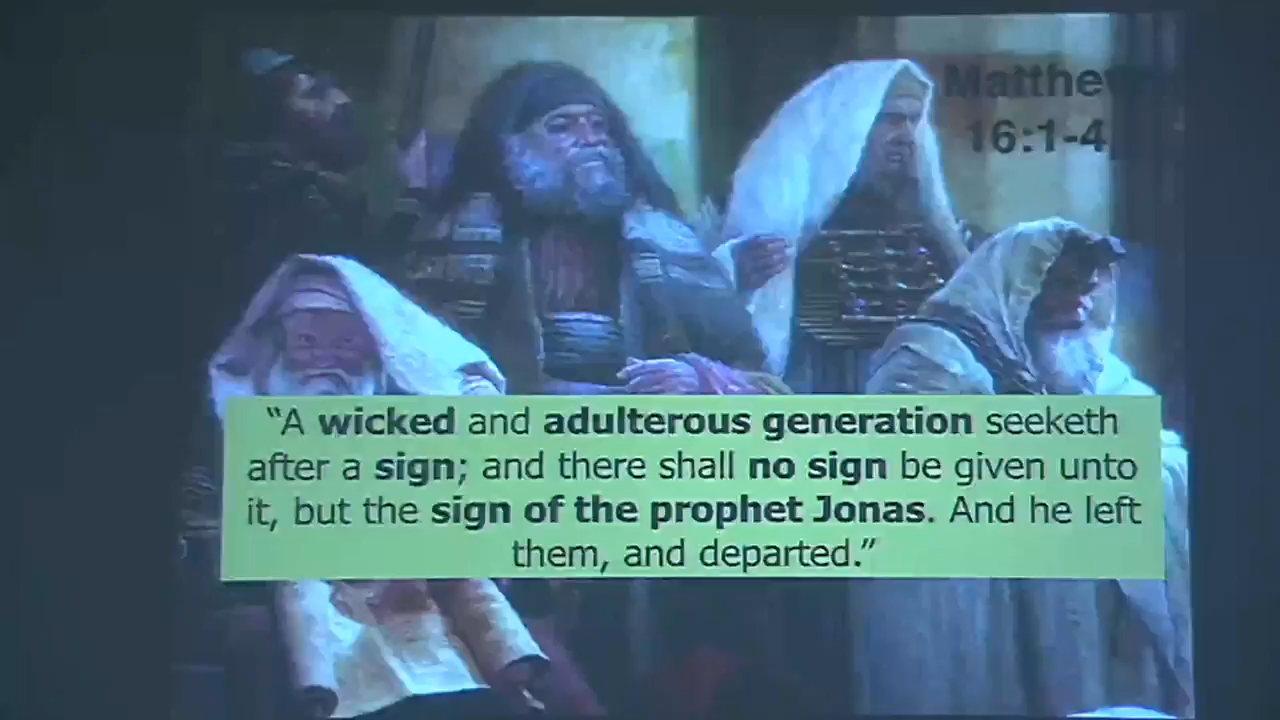 Matthew
16:1-4
“A wicked and adulterous generation seeketh
after a sign; and there shall no sign be given unto
it, but the sign of the prophet Jonas. And he left
them, and departed.”